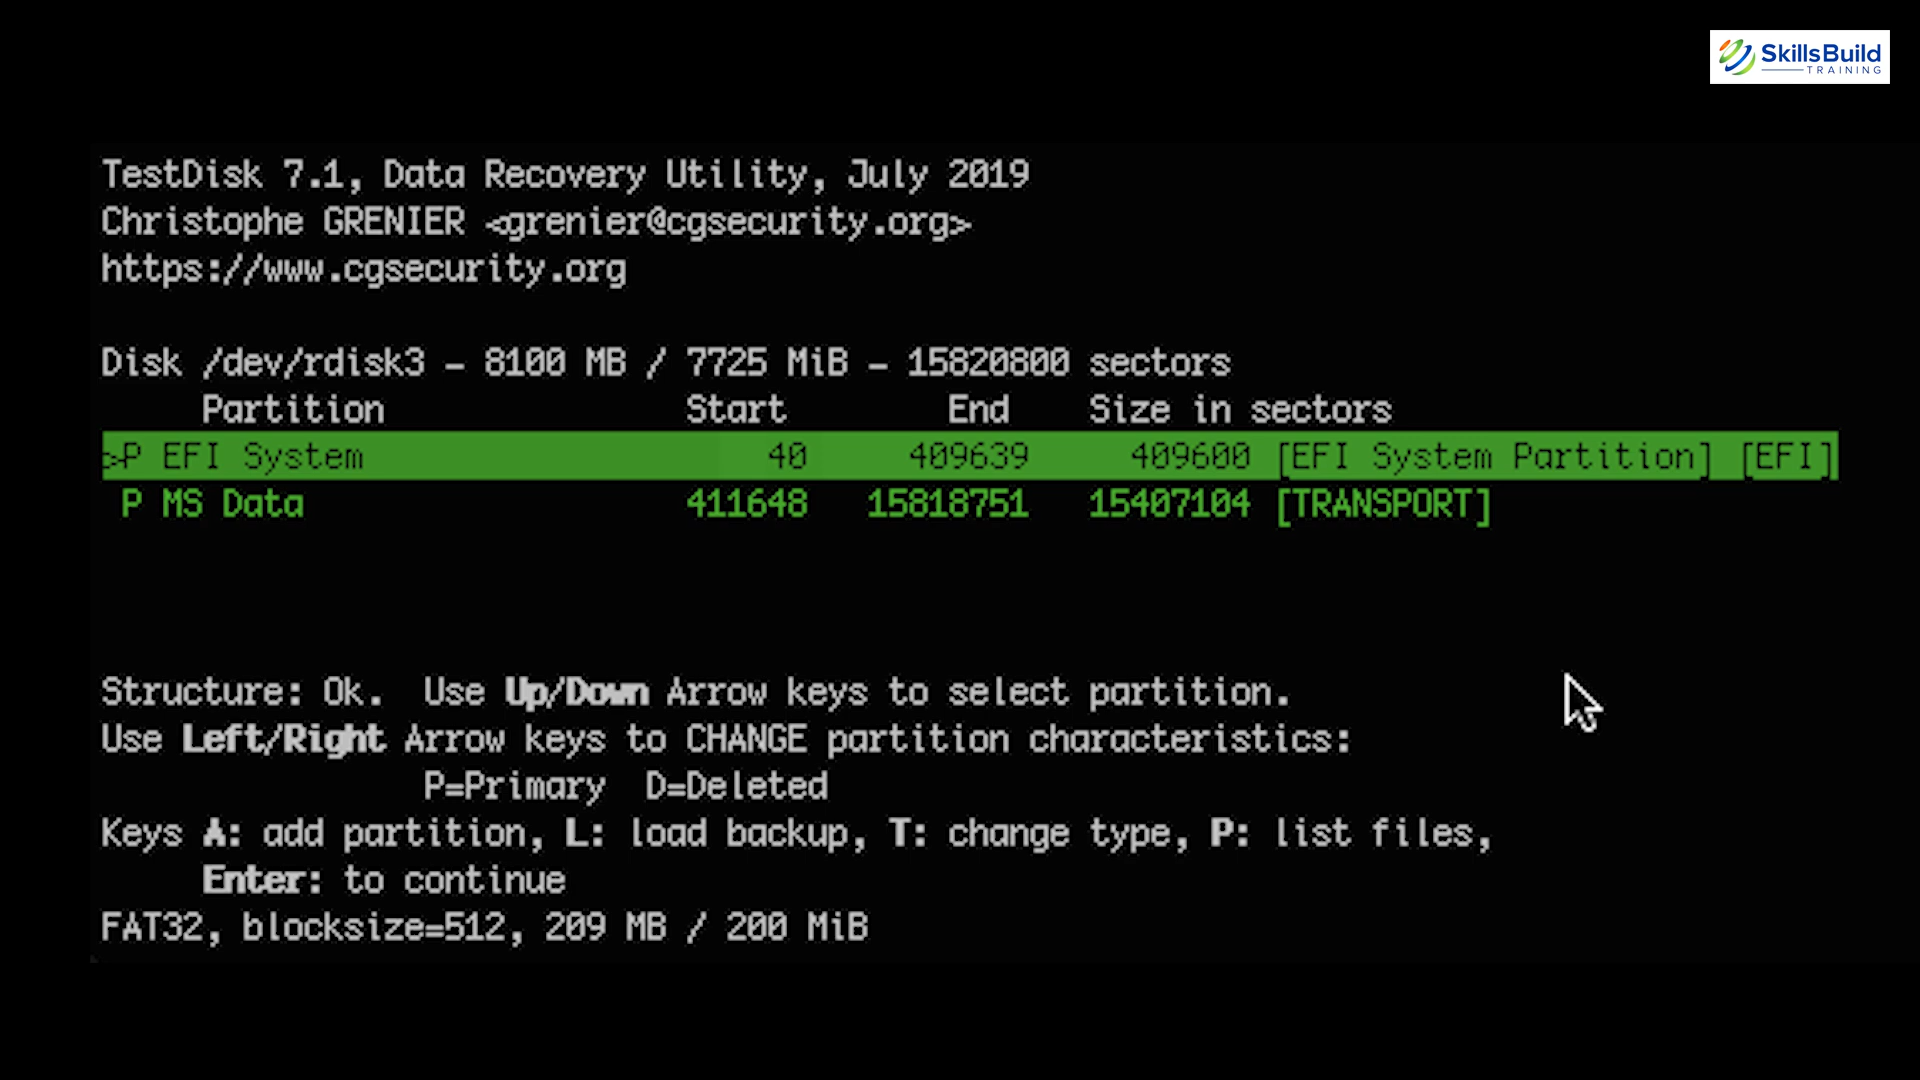 SkillsBuild
TRAINING
TestDisk 7.1, Data Recovery Utility, July 2019
Christophe GRENIER <grenier@cgsecurity.org>
https://www.cgsecurity.org
Disk /dev/rdisk3 - 8100 MB / 7725 MiB - 15820800 sectors
Partition Start End Size in sectors
>P EFI System 40 409639 409600 [EFI System Partition] [EFI]
P MS Data 411648 15818751 15407104 [TRANSPORT]
Structure: Ok. Use Up/Down Arrow keys to select partition.
Use Left/Right Arrow keys to CHANGE partition characteristics:
P=Primary D=Deleted
Keys A: add partition, L: load backup, T: change type, P: list files,
Enter: to continue
FAT32, blocksize=512, 209 MB / 200 MiB